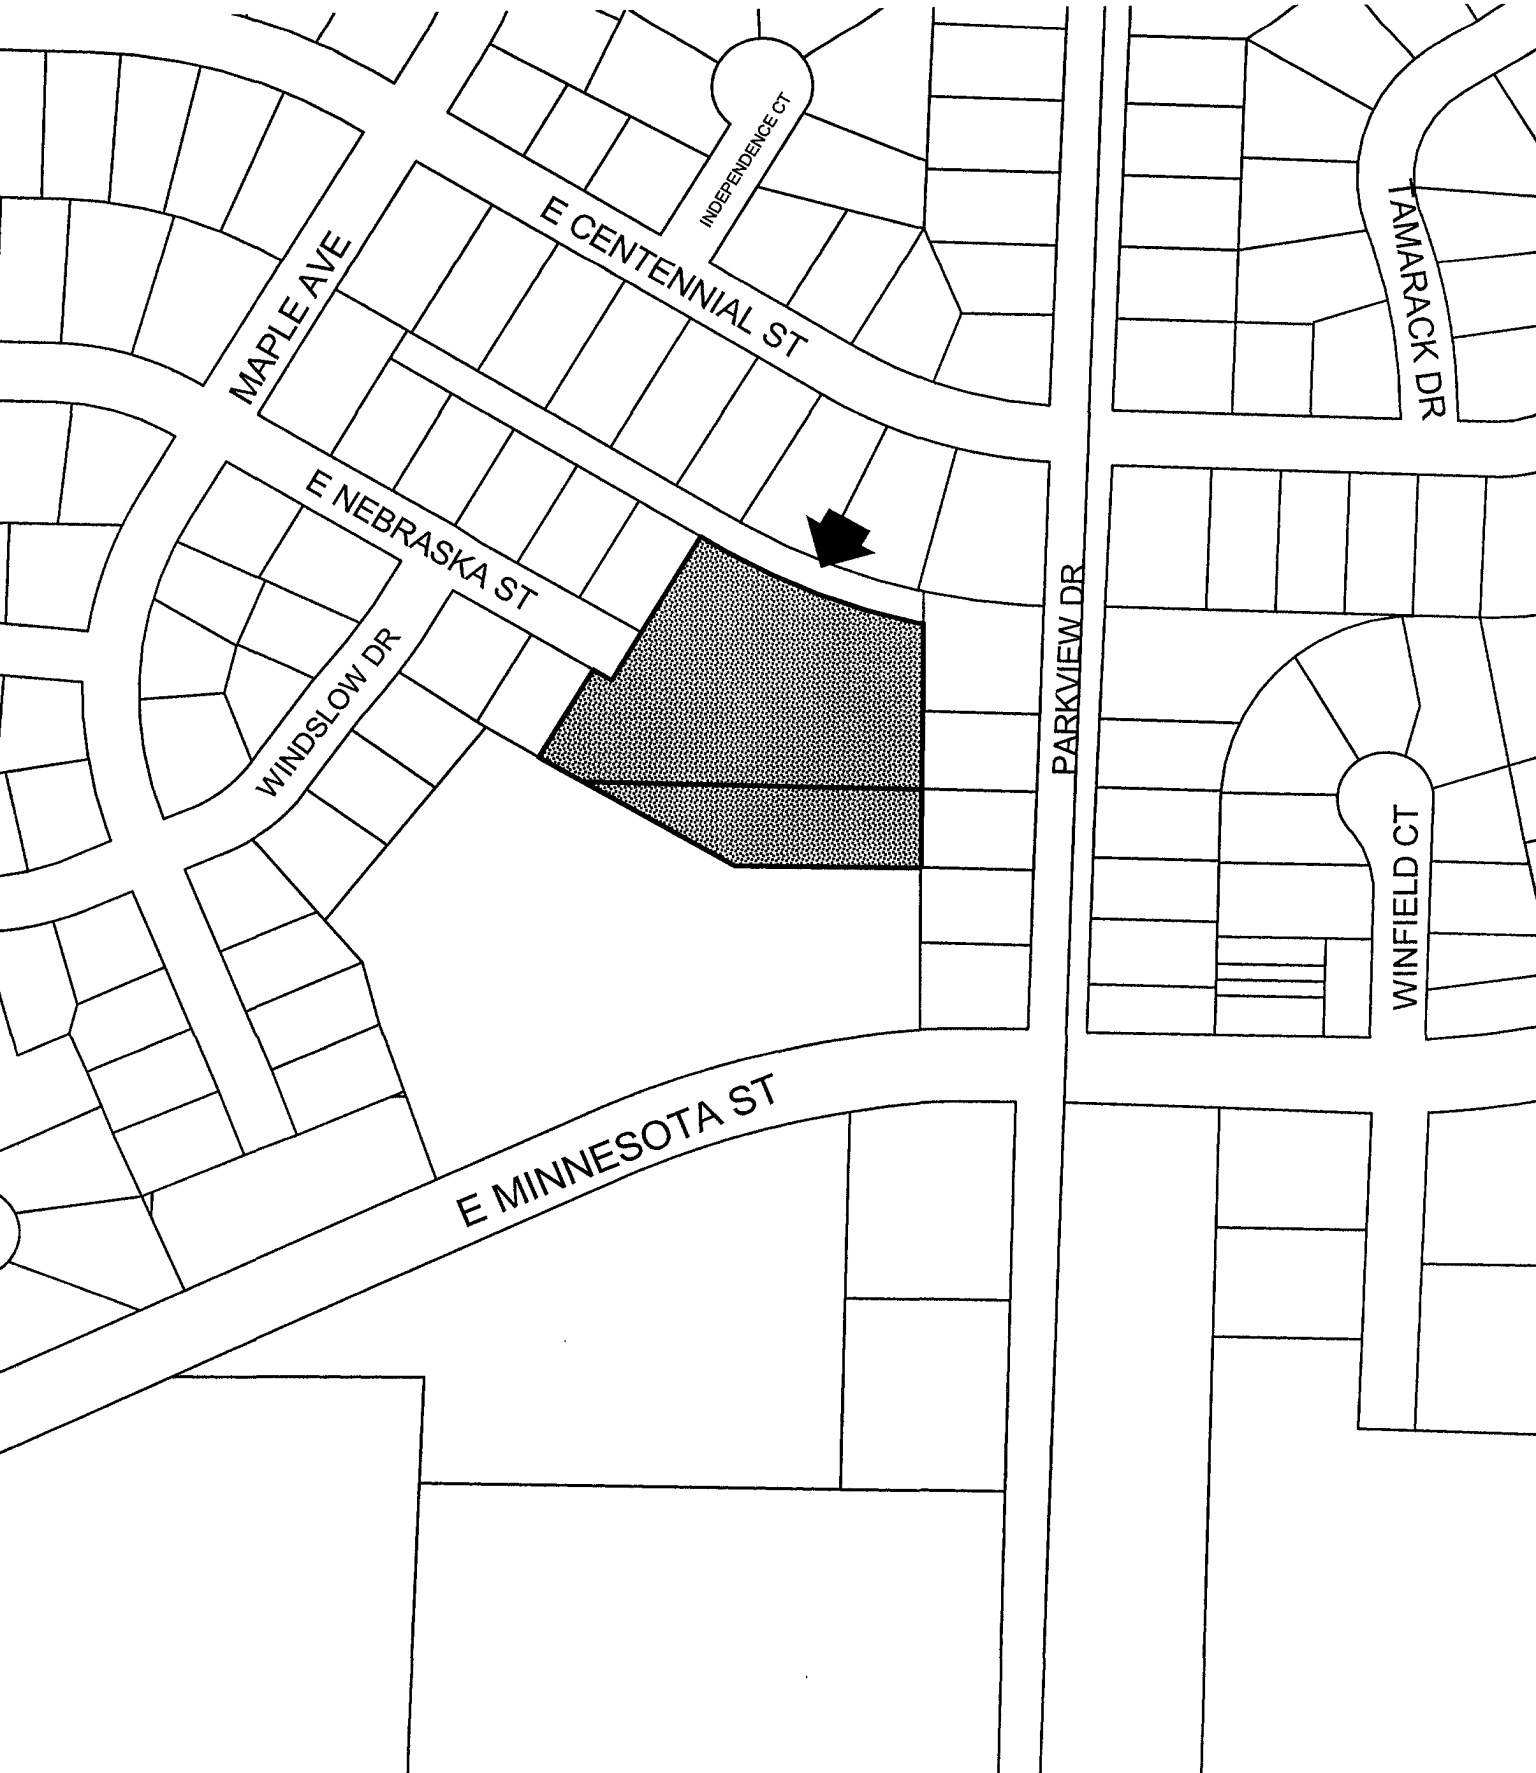 INDEPENDENCE CT
E CENTENNIAL ST
TAMARACK DR
MAPLE AVE
E NEBRASKA ST
PARKVIEW DR
WINDSLOW DR
WINFIELD CT
E MINNESOTA ST